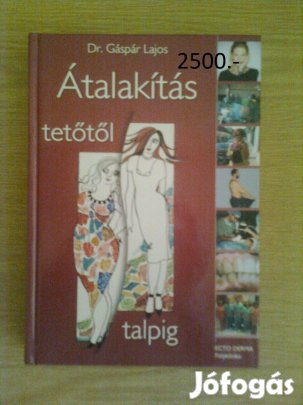 Dr. Gáspár Lajos
2500.-
Átalakítás
tetőtől
talpig
Jófogás